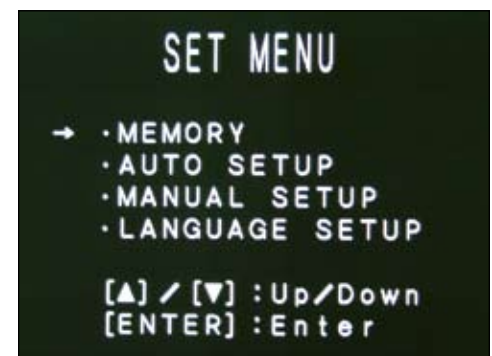 SET MENU
→ ·MEMORY
·AUTO SETUP
·MANUAL SETUP
·LANGUAGE SETUP
[▲]/[▼]:Up/Down
[ENTER]:Enter